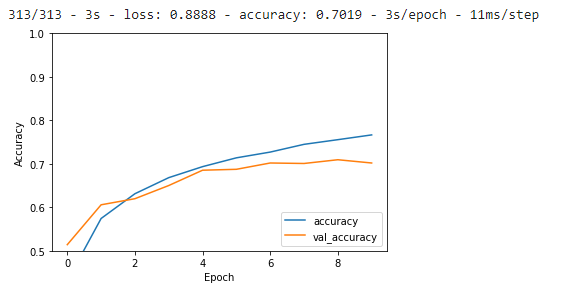 313/313 - 3s - loss: 0.8888 - accuracy: 0.7019 - 3s/epoch - 11ms/step
1.0
0.9
0.8
0.7
0.6
0.5
Accuracy
accuracy
val_accuracy
0 2 4 6 8
Epoch